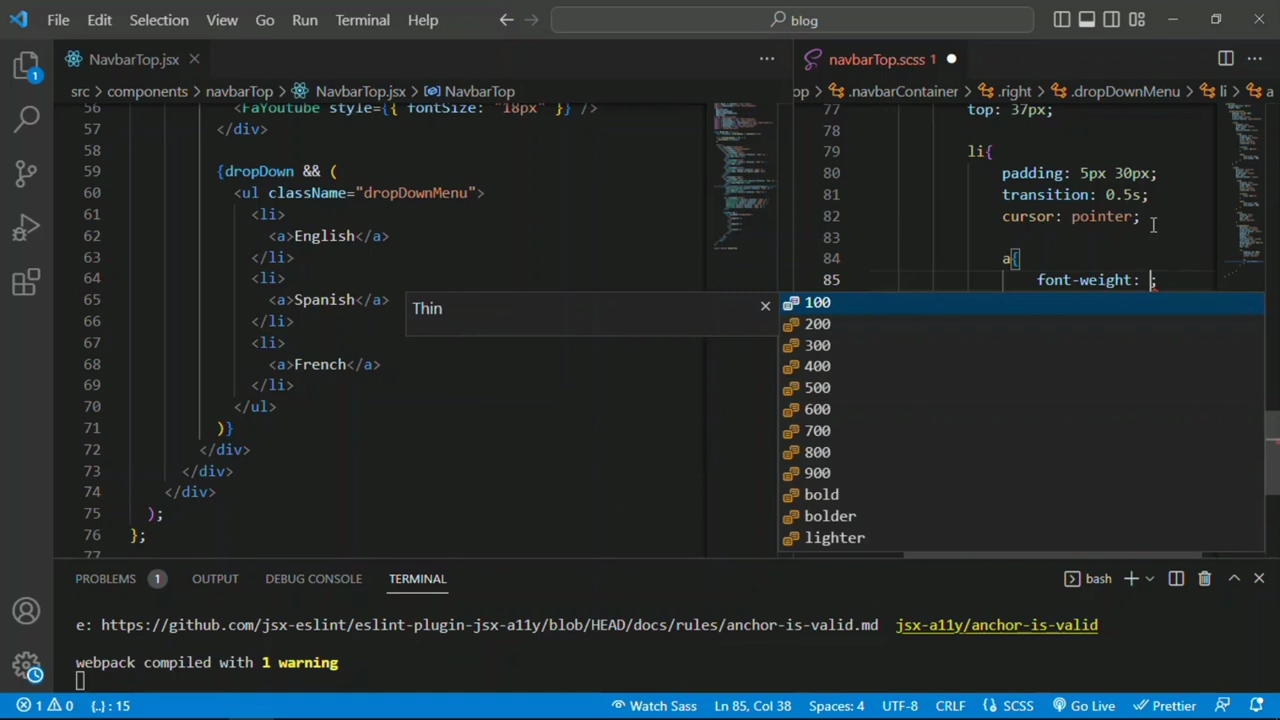 File Edit Selection View Go Run Terminal Help
blog
NavbarTop.jsx
src > components > navbarTop > NavbarTop.jsx > NavbarTop
56 <FaYoutube style={{ fontSize: "18px" }} />
57 </div>
58
59 {dropDown && (
60 <ul className="dropDownMenu">
61 <li>
62 <a>English</a>
63 </li>
64 <li>
65 <a>Spanish</a>
66 </li>
67 <li>
68 <a>French</a>
69 </li>
70 </ul>
71 )}
72 </div>
73 </div>
74 </div>
75 );
76 };
77
navbarTop.scss 1
op > .navbarContainer > .right > .dropDownMenu > li > a
77 top: 37px;
78
79 li{
80 padding: 5px 30px;
81 transition: 0.5s;
82 cursor: pointer;
83
84 a{
85 font-weight: ;
Thin
100
200
300
400
500
600
700
800
900
bold
bolder
lighter
PROBLEMS 1 OUTPUT DEBUG CONSOLE TERMINAL
bash
e: https://github.com/jsx-eslint/eslint-plugin-jsx-a11y/blob/HEAD/docs/rules/anchor-is-valid.md jsx-a11y/anchor-is-valid
webpack compiled with 1 warning
1 0 {..} : 15 Watch Sass Ln 85, Col 38 Spaces: 4 UTF-8 CRLF SCSS Go Live Prettier